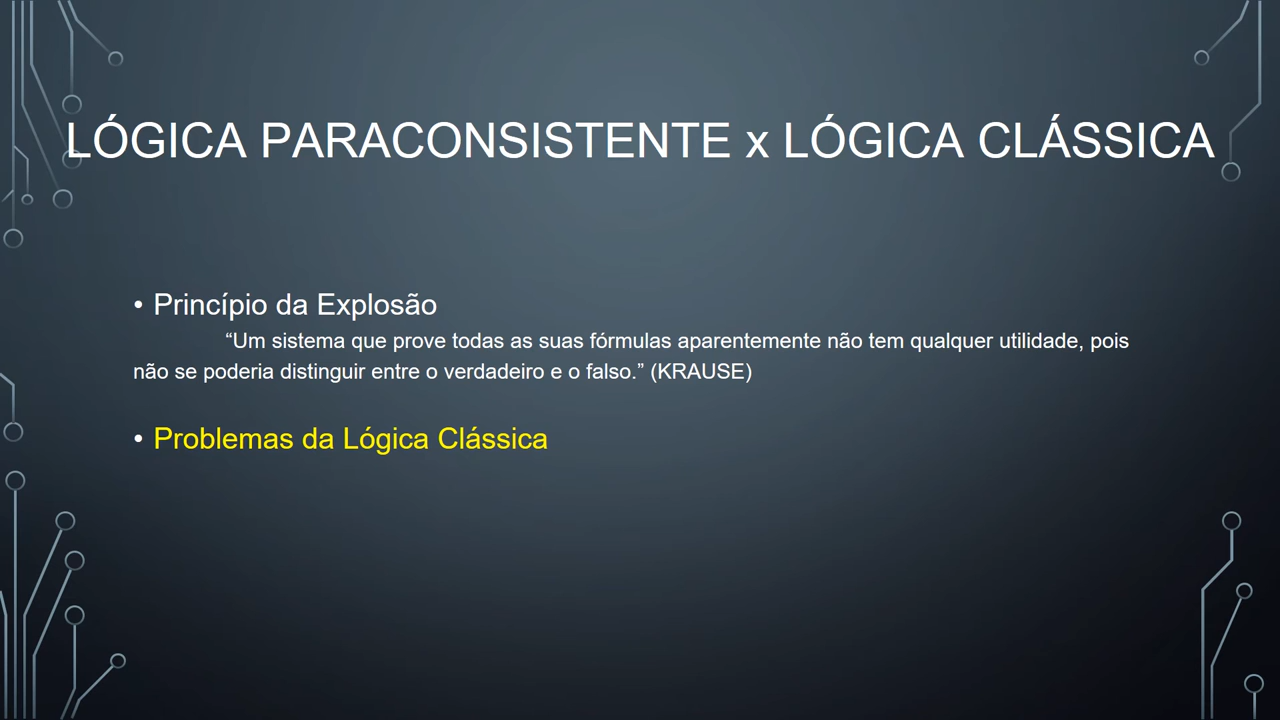 LÓGICA PARACONSISTENTE x LÓGICA CLÁSSICA
• Princípio da Explosão
“Um sistema que prove todas as suas fórmulas aparentemente não tem qualquer utilidade, pois
não se poderia distinguir entre o verdadeiro e o falso.” (KRAUSE)
• Problemas da Lógica Clássica